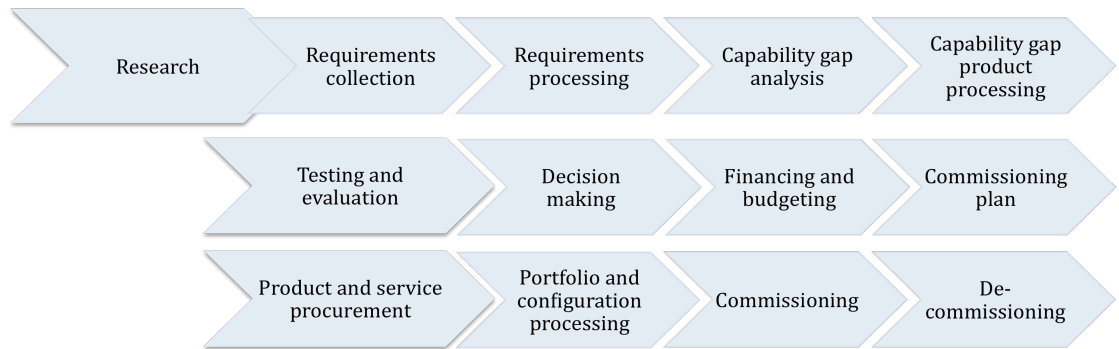 Research
Requirements
collection
Requirements
processing
Capability gap
analysis
Capability gap
product
processing
Testing and
evaluation
Decision
making
Financing and
budgeting
Commissioning
plan
Product and service
procurement
Portfolio and
configuration
processing
Commissioning
De-
commissioning